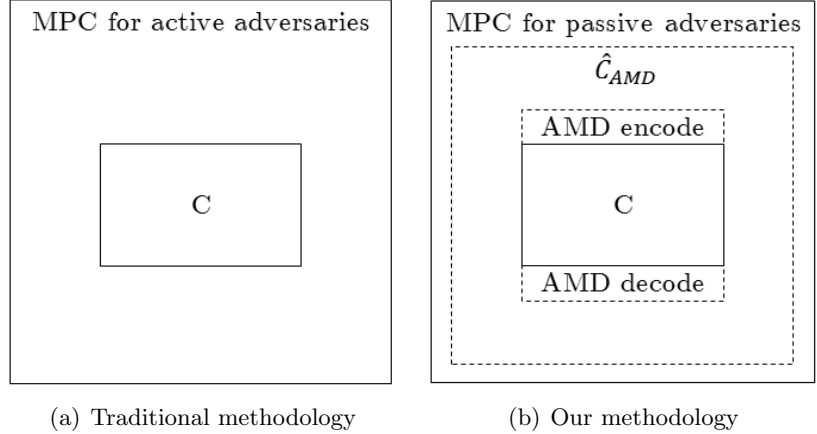 MPC for active adversaries
C
(a) Traditional methodology
MPC for passive adversaries
Ĉ_AMD
AMD encode
C
AMD decode
(b) Our methodology